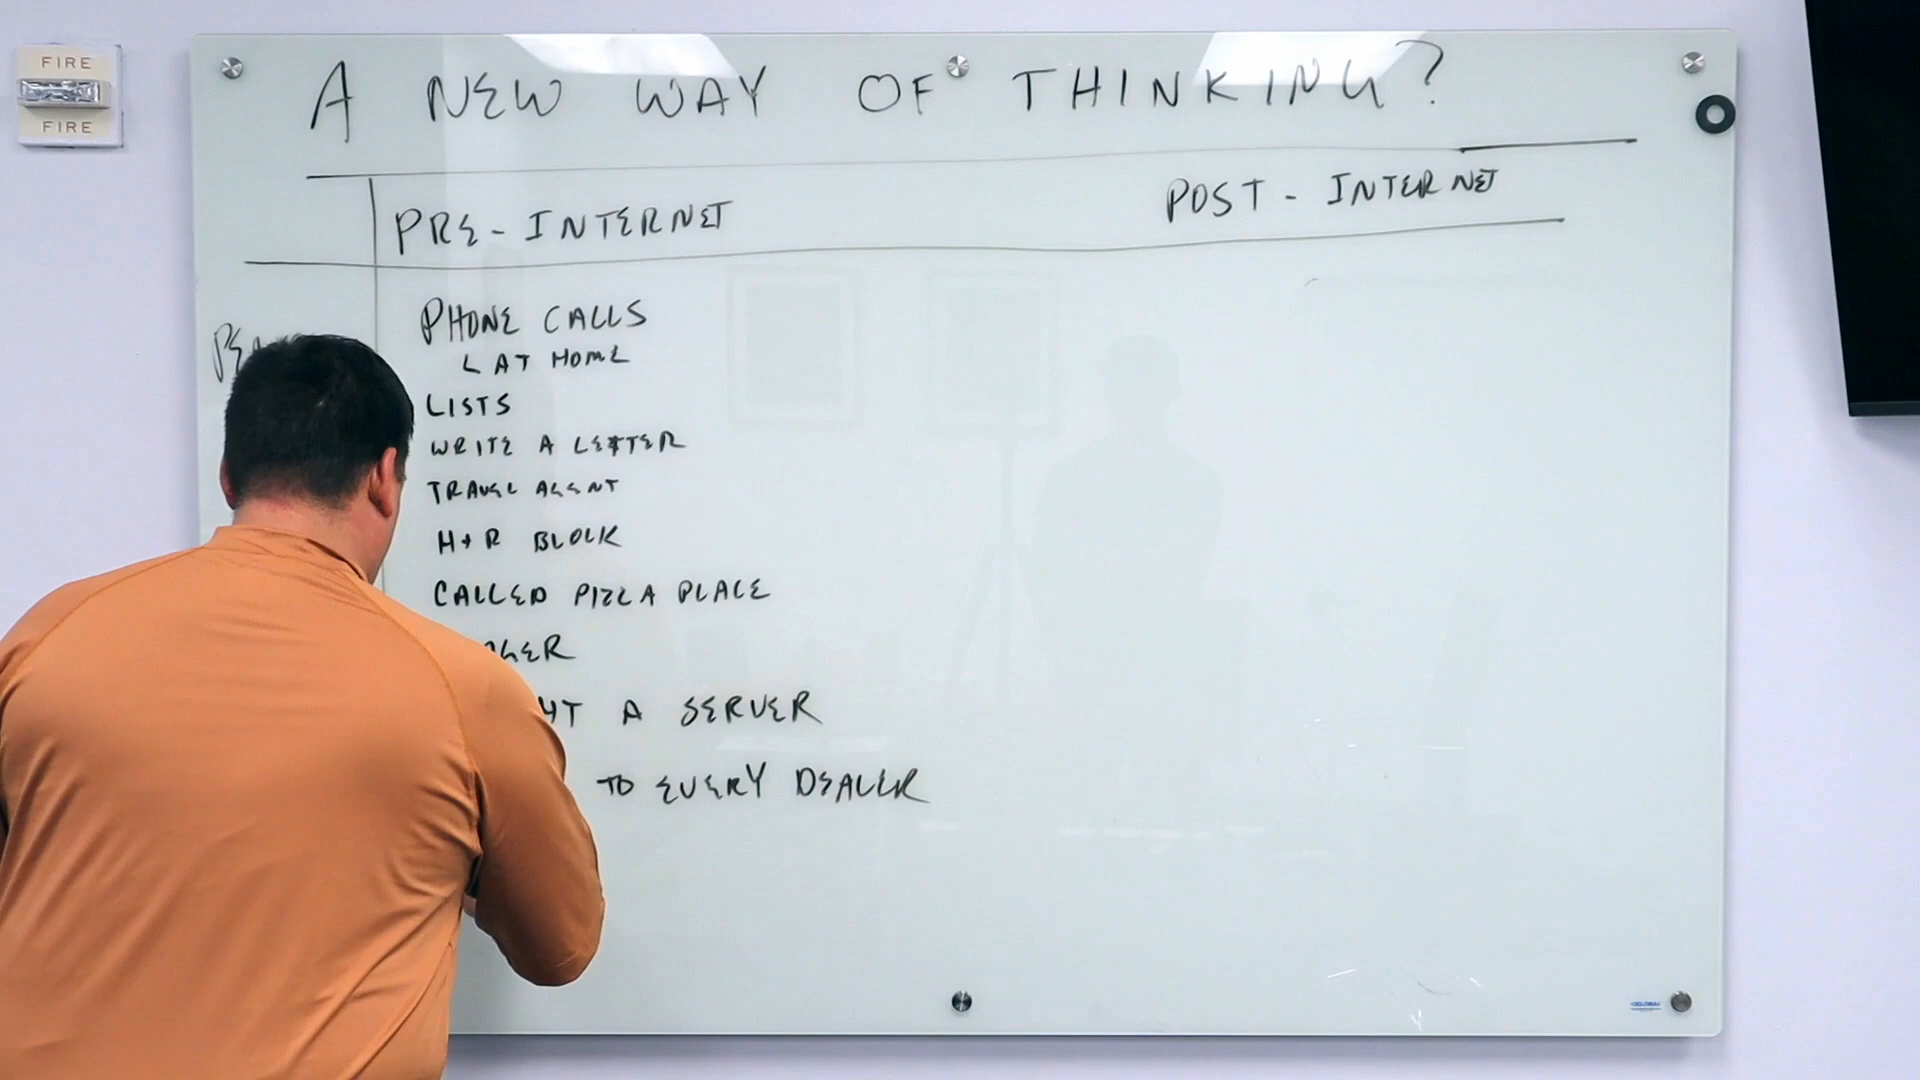 FIRE
FIRE
A NEW WAY OF THINKING?
PRE-INTERNET
POST-INTERNET
PHONE CALLS
AT HOME
LISTS
WRITE A LETTER
TRAVEL AGENT
H+R BLOCK
CALLED PIZZA PLACE
A SERVER
TO EVERY DEALER